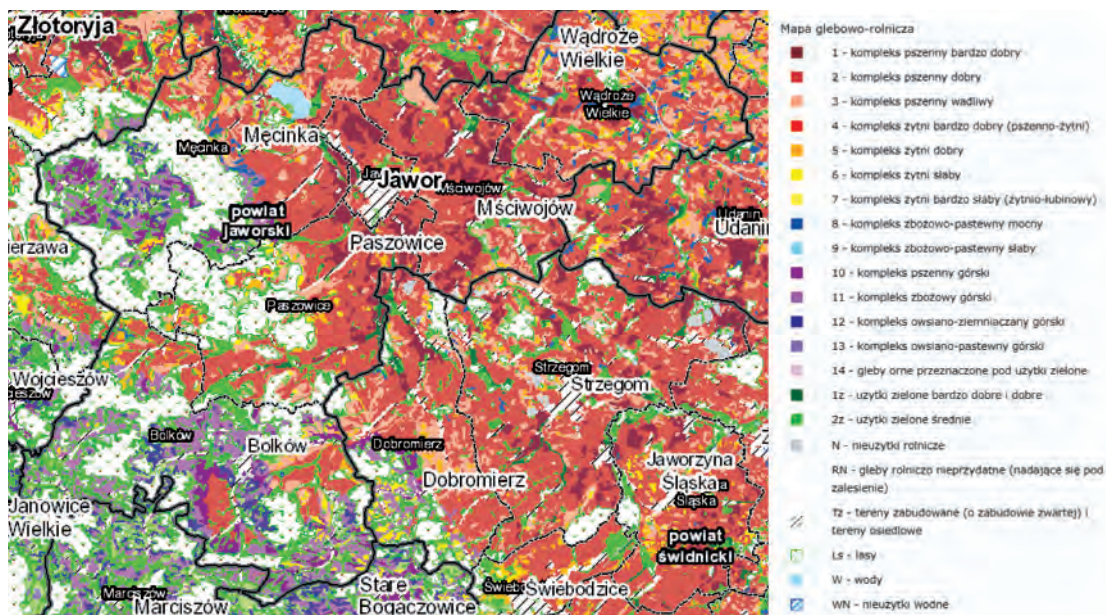 Złotoryja
Wądroże
Wielkie
Wądroże
Wielkie
Męcinka
Męcinka
Jawor
Mściwojów
Mściwojów
Udanin
Udanin
powiat
jaworski
Paszowice
Paszowice
Wojcieszów
Strzegom
Strzegom
Bolków
Bolków
Dobromierz
Dobromierz
Jaworzyna
Śląska
Śląska
Janowice
Wielkie
powiat
świdnicki
Świebodzice
Marciszów
Marciszów
Stare
Bogaczowice
Mapa glebowo-rolnicza
1 - kompleks pszenny bardzo dobry
2 - kompleks pszenny dobry
3 - kompleks pszenny wadliwy
4 - kompleks żytni bardzo dobry (pszenno-żytni)
5 - kompleks żytni dobry
6 - kompleks żytni słaby
7 - kompleks żytni bardzo słaby (żytnio-łubinowy)
8 - kompleks zbożowo-pastewny mocny
9 - kompleks zbożowo-pastewny słaby
10 - kompleks pszenny górski
11 - kompleks zbożowy górski
12 - kompleks owsiano-ziemniaczany górski
13 - kompleks owsiano-pastewny górski
14 - gleby orne przeznaczone pod użytki zielone
1z - użytki zielone bardzo dobre i dobre
2z - użytki zielone średnie
N - nieużytki rolnicze
RN - gleby rolniczo nieprzydatne (nadające się pod
zalesienie)
Tz - tereny zabudowane (o zabudowie zwartej) i
tereny osiedlowe
Ls - lasy
W - wody
WN - nieużytki wodne